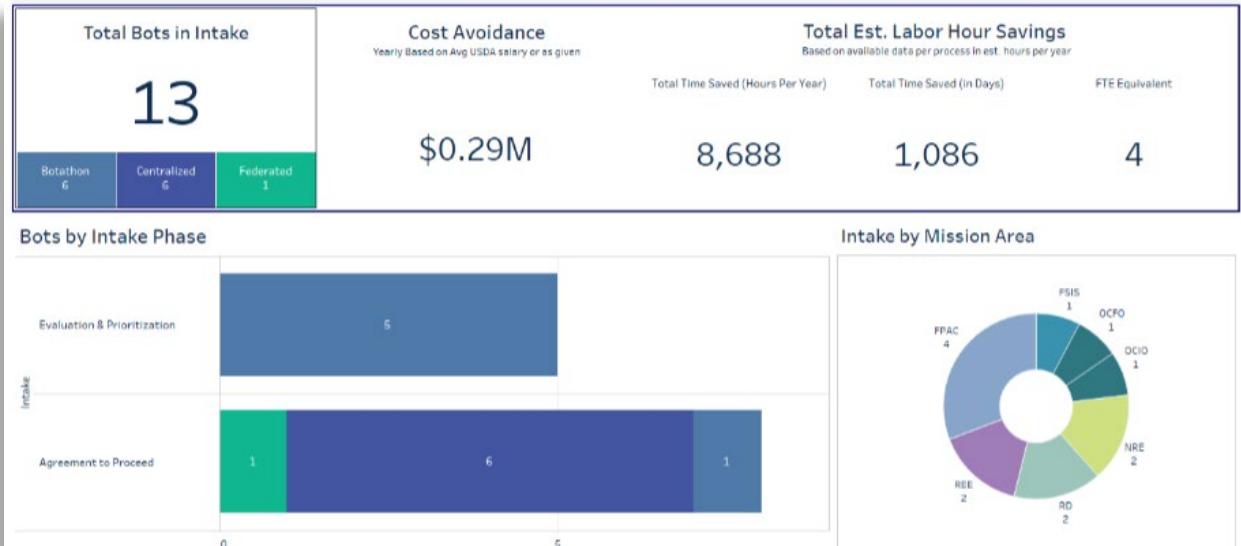 Total Bots in Intake
13
Botathon
6
Centralized
6
Federated
1
Cost Avoidance
Yearly Based on Avg USDA salary or as given
$0.29M
Total Est. Labor Hour Savings
Based on available data per process in est. hours per year
Total Time Saved (Hours Per Year)
8,688
Total Time Saved (in Days)
1,086
FTE Equivalent
4
Bots by Intake Phase
Intake
Evaluation & Prioritization
5
Agreement to Proceed
1
6
1
0
5
Intake by Mission Area
FSIS
1
OCFO
1
OCIO
1
NRE
2
RD
2
REE
2
FPAC
4